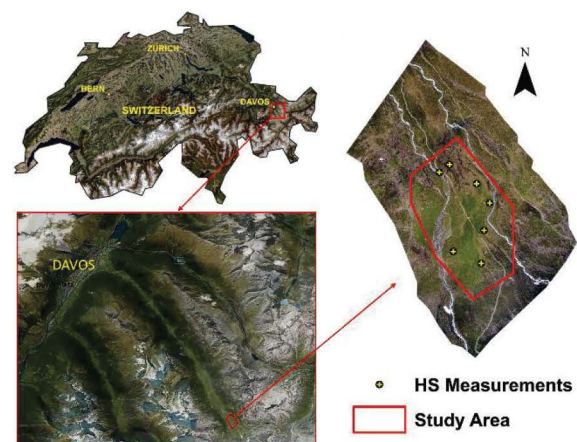 ZURICH
BERN
SWITZERLAND
DAVOS
DAVOS
N
HS Measurements
Study Area